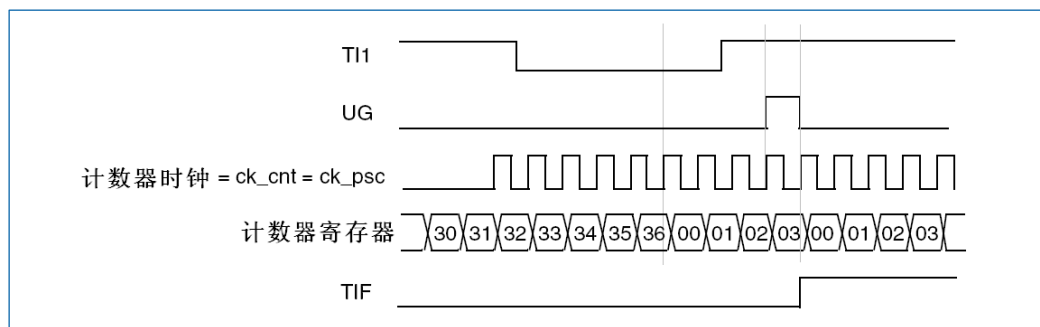 TI1
UG
计数器时钟 = ck_cnt = ck_psc
计数器寄存器 30 31 32 33 34 35 36 00 01 02 03 00 01 02 03
TIF